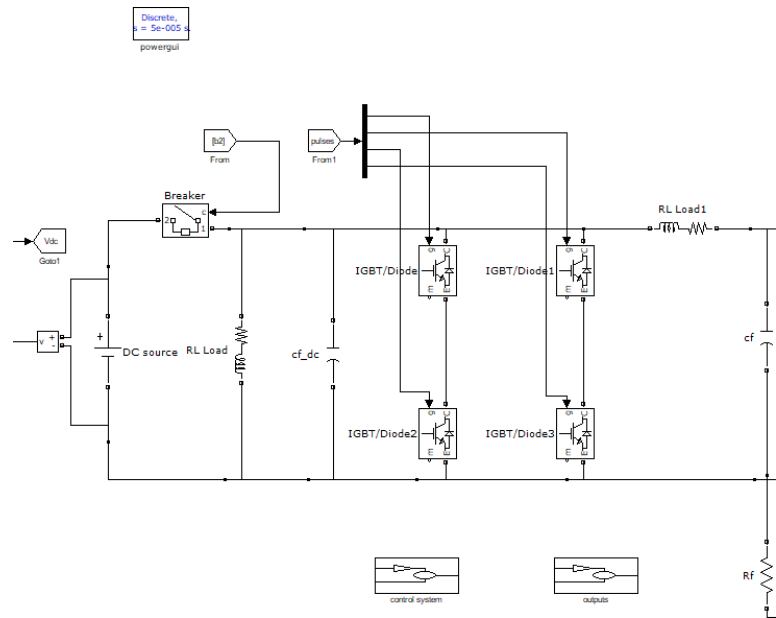 Discrete,
s = 5e-005 s.
powergui
[b2]
From
pulses
From1
Breaker
c
2
1
RL Load1
Vdc
Goto1
g C
IGBT/Diode
m E
g C
IGBT/Diode1
m E
+
v
-
+
DC source
RL Load
cf_dc
cf
g C
IGBT/Diode2
m E
g C
IGBT/Diode3
m E
Rf
control system
outputs